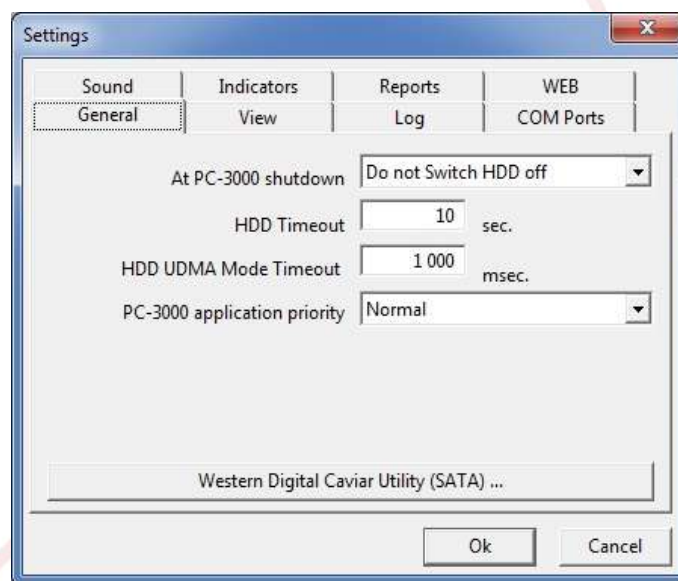 Settings
Sound Indicators Reports WEB
General View Log COM Ports
At PC-3000 shutdown Do not Switch HDD off
HDD Timeout 10 sec.
HDD UDMA Mode Timeout 1 000 msec.
PC-3000 application priority Normal
Western Digital Caviar Utility (SATA) ...
Ok Cancel